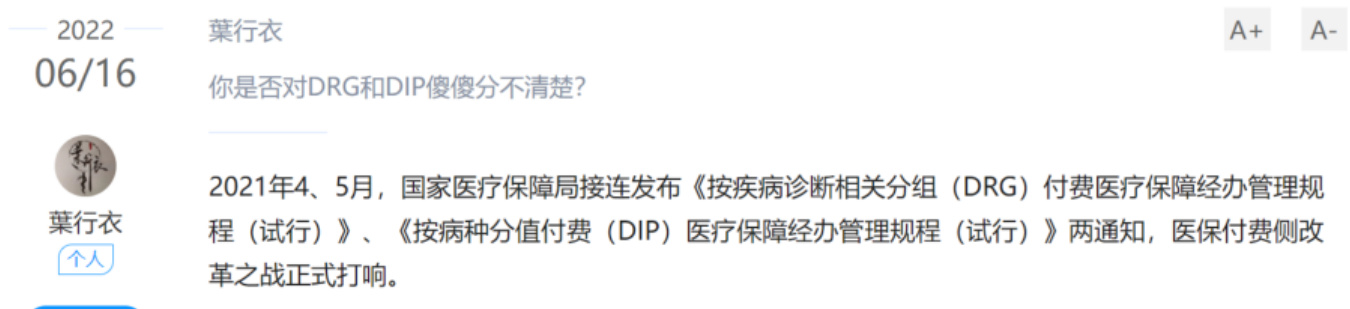 2022
06/16
葉行衣
个人
葉行衣
你是否对DRG和DIP傻傻分不清楚?
A+
A-
2021年4、5月，国家医疗保障局接连发布《按疾病诊断相关分组（DRG）付费医疗保障经办管理规
程（试行）》、《按病种分值付费（DIP）医疗保障经办管理规程（试行）》两通知，医保付费侧改
革之战正式打响。